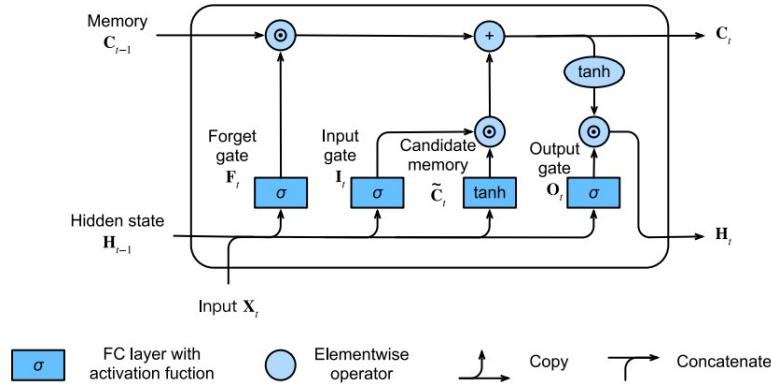 Memory
C_{t-1}
C_t
tanh
Forget
gate
F_t
Input
gate
I_t
Candidate
memory
C̃_t
Output
gate
O_t
σ
σ
tanh
σ
Hidden state
H_{t-1}
H_t
Input X_t
σ
FC layer with
activation fuction
Elementwise
operator
Copy
Concatenate